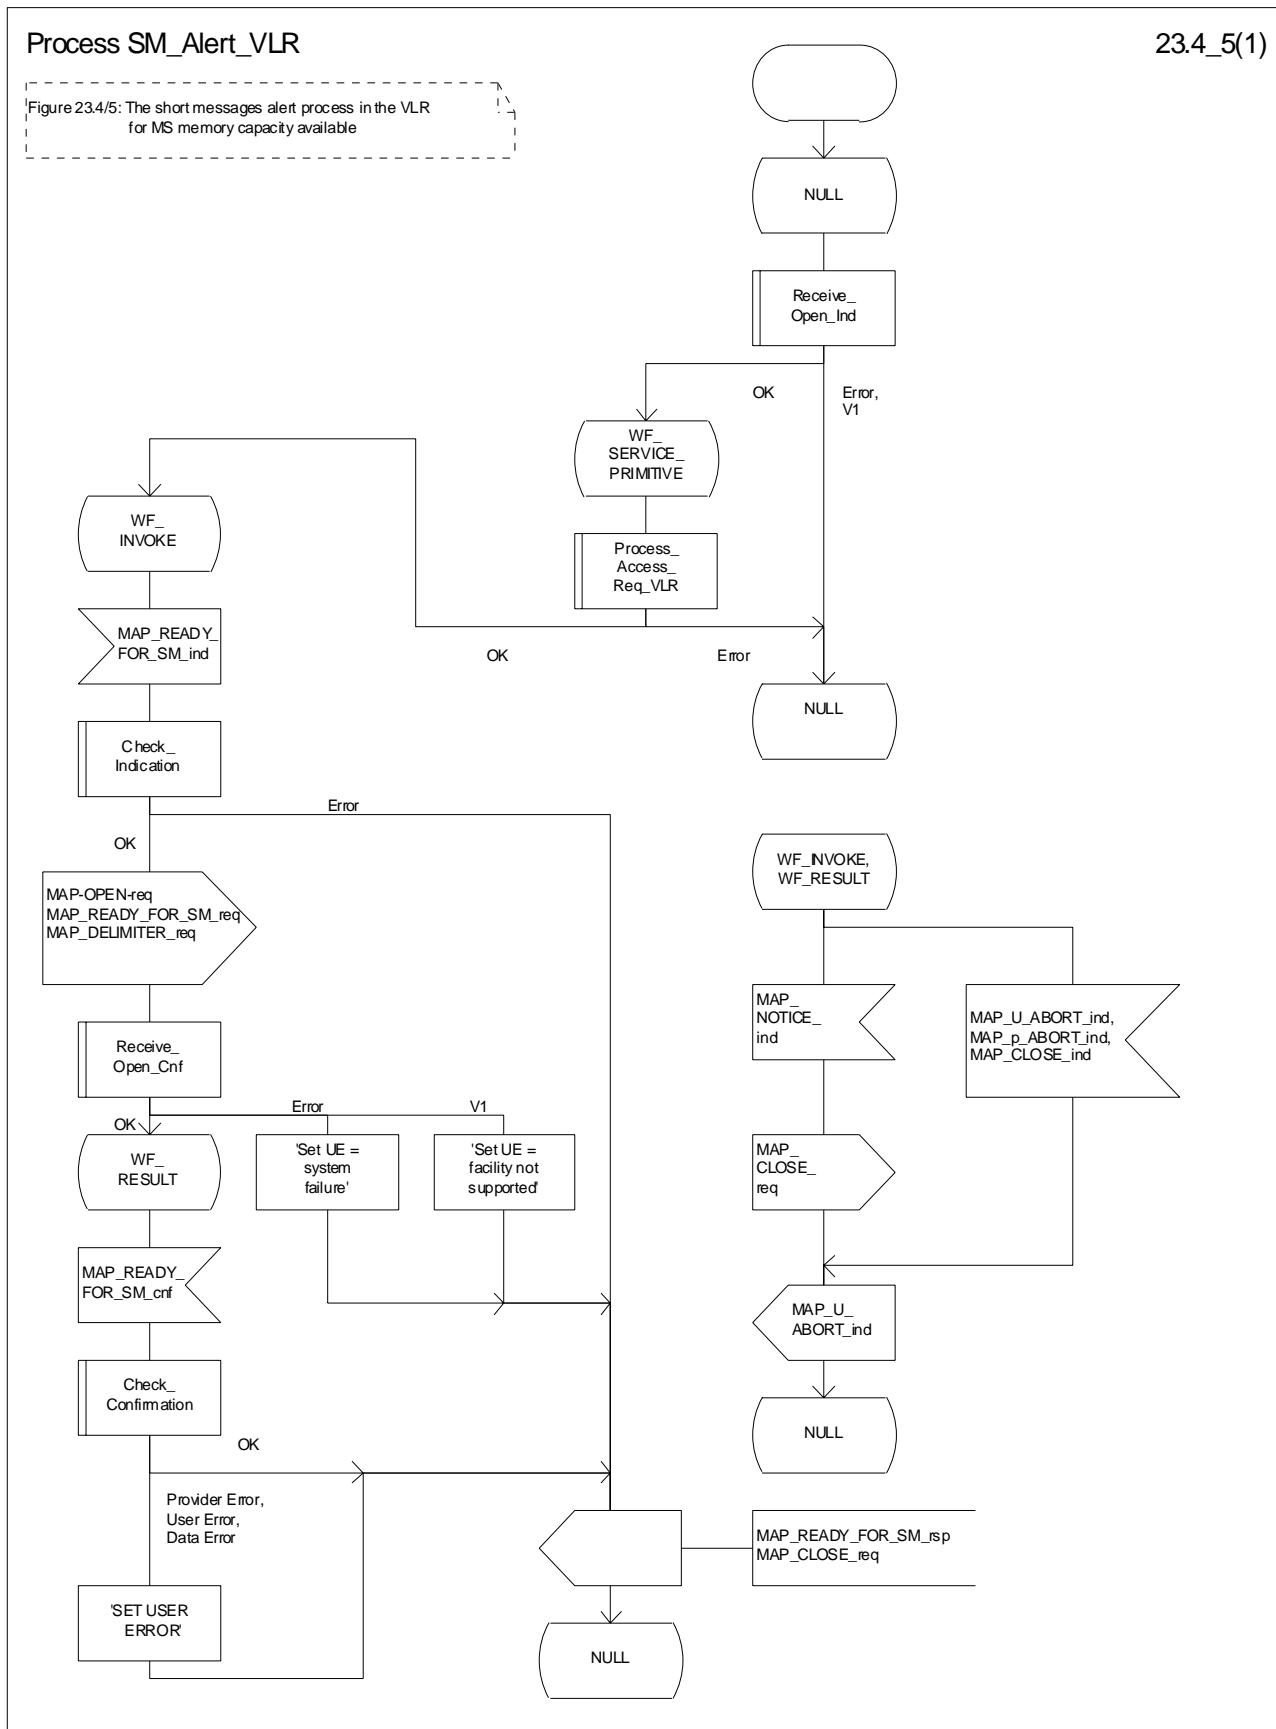 Process SM_Alert_VLR
23.4_5(1)
Figure 23.4/5: The short messages alert process in the VLR
for MS memory capacity available
NULL
Receive_
Open_Ind
OK
Error,
V1
WF_
SERVICE_
PRIMITIVE
WF_
INVOKE
Process_
Access_
Req_VLR
MAP_READY_
FOR_SM_ind
OK
Error
NULL
Check_
Indication
Error
OK
WF_INVOKE,
WF_RESULT
MAP-OPEN-req
MAP_READY_FOR_SM_req
MAP_DELIMITER_req
MAP_
NOTICE_
ind
MAP_U_ABORT_ind,
MAP_p_ABORT_ind,
MAP_CLOSE_ind
Receive_
Open_Cnf
Error
V1
OK
WF_
RESULT
'Set UE =
system
failure'
'Set UE =
facility not
supported'
MAP_
CLOSE_
req
MAP_READY_
FOR_SM_cnf
MAP_U_
ABORT_ind
Check_
Confirmation
NULL
OK
Provider Error,
User Error,
Data Error
MAP_READY_FOR_SM_rsp
MAP_CLOSE_req
'SET USER
ERROR'
NULL